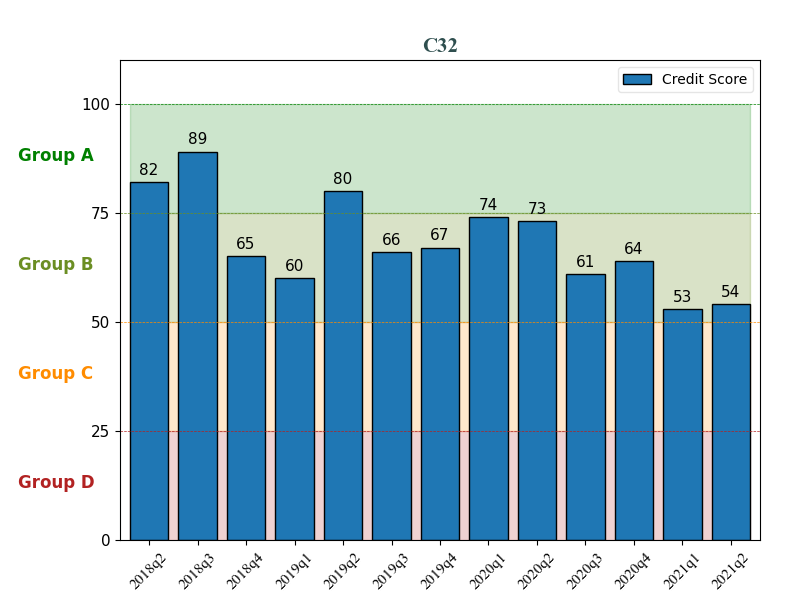 C32
Credit Score
100
75
50
25
0
Group A
Group B
Group C
Group D
82
89
65
60
80
66
67
74
73
61
64
53
54
2018q2
2018q3
2018q4
2019q1
2019q2
2019q3
2019q4
2020q1
2020q2
2020q3
2020q4
2021q1
2021q2